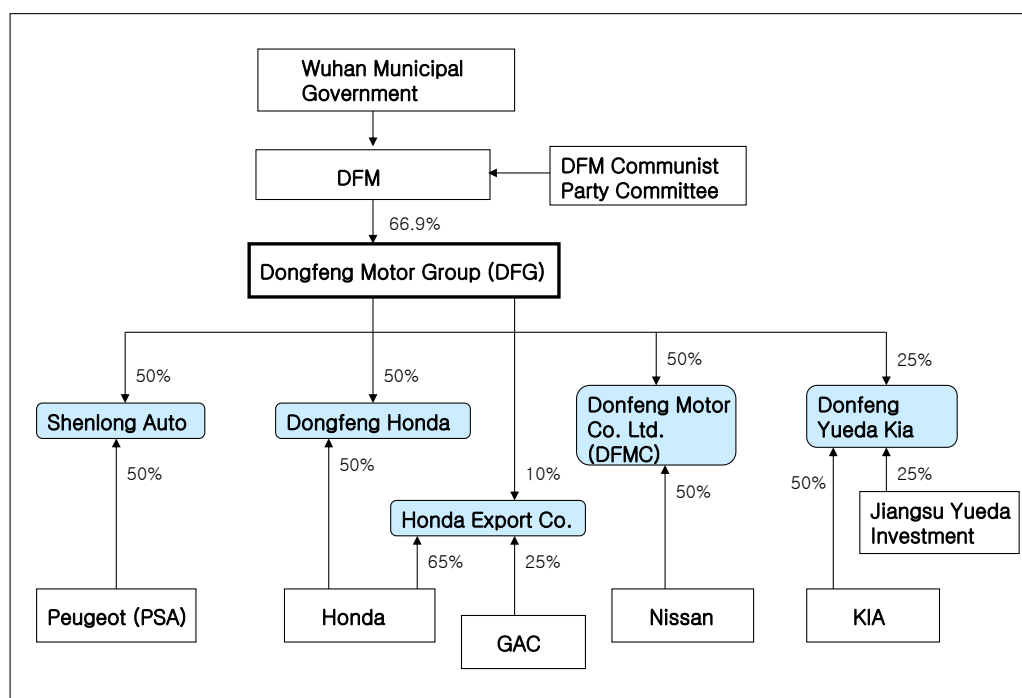 Wuhan Municipal
Government
DFM
DFM Communist
Party Committee
66.9%
Dongfeng Motor Group (DFG)
50%
50%
50%
25%
Shenlong Auto
Dongfeng Honda
Donfeng Motor
Co. Ltd.
(DFMC)
Donfeng
Yueda Kia
50%
50%
10%
50%
50%
25%
Honda Export Co.
Jiangsu Yueda
Investment
65%
25%
Peugeot (PSA)
Honda
GAC
Nissan
KIA